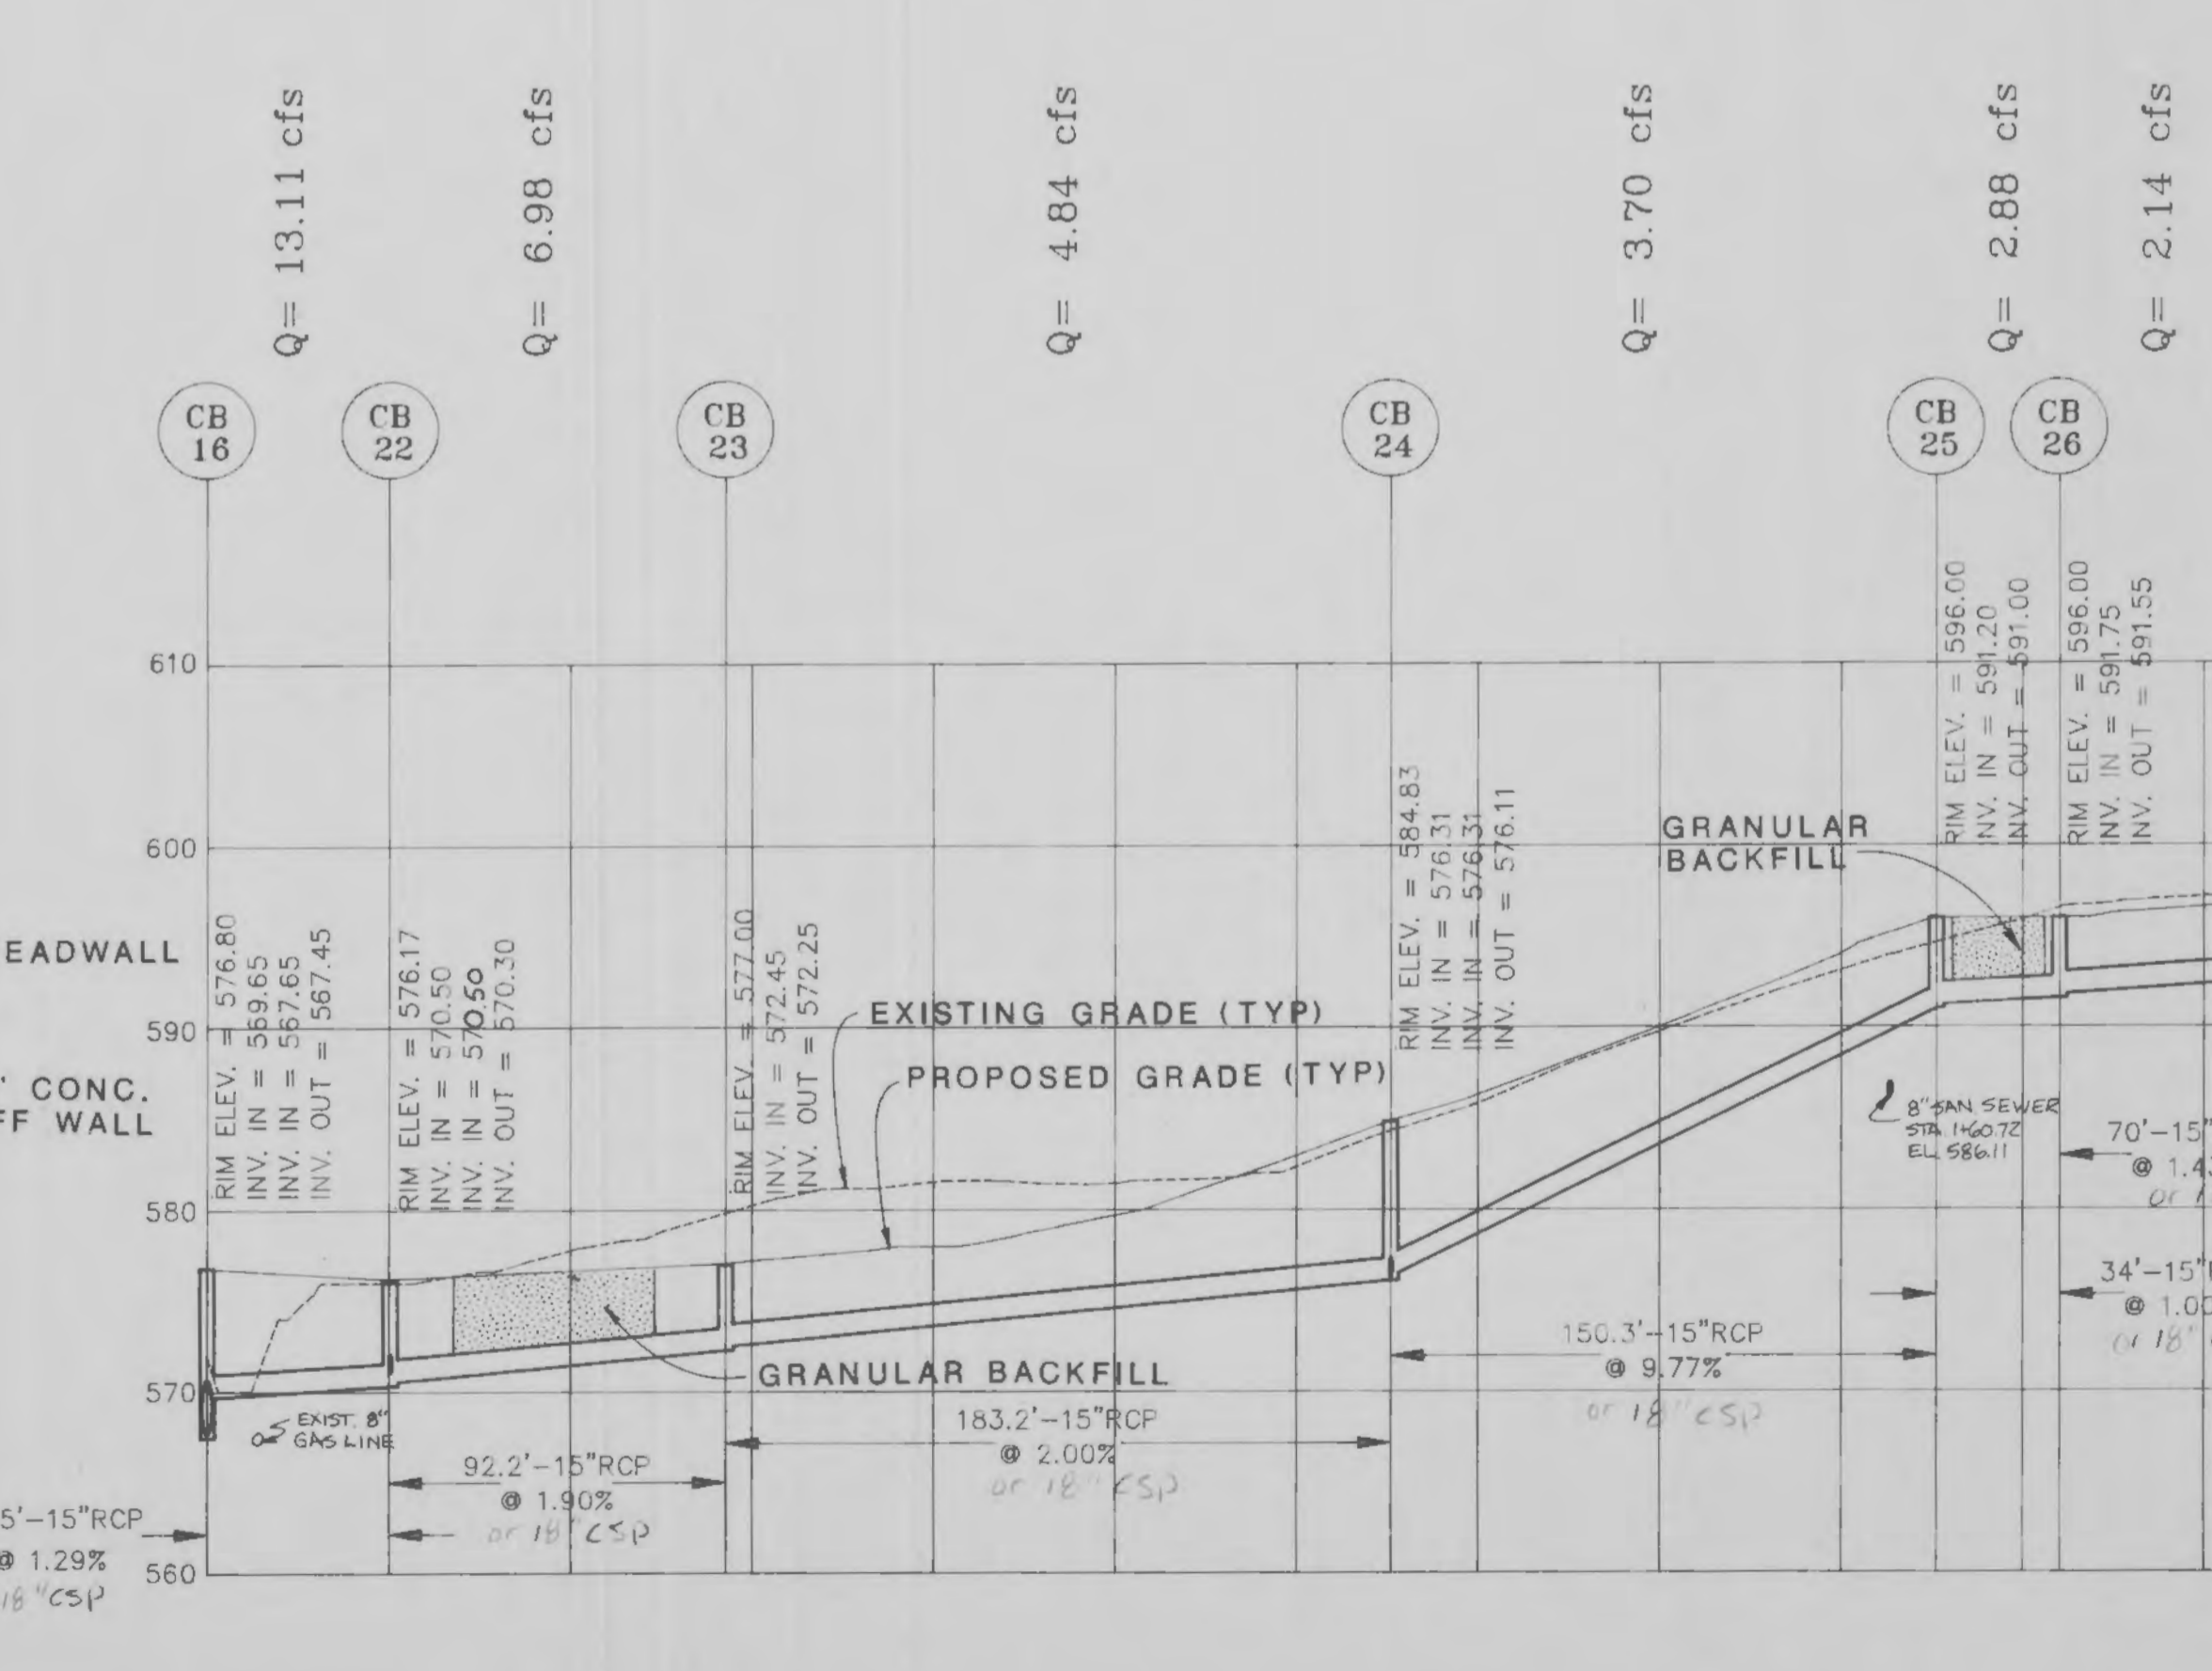 Q= 13.11 cfs
Q= 6.98 cfs
Q= 4.84 cfs
Q= 3.70 cfs
Q= 2.88 cfs
Q= 2.14 cfs
CB
16
CB
22
CB
23
CB
24
CB
25
CB
26
610
600
590
580
570
560
RIM ELEV. = 576.80
INV. IN = 569.65
INV. IN = 567.65
INV. OUT = 567.45
RIM ELEV. = 576.17
INV. IN = 570.50
INV. IN = 570.50
INV. OUT = 570.30
RIM ELEV. = 577.00
INV. IN = 572.45
INV. OUT = 572.25
RIM ELEV. = 584.83
INV. IN = 576.31
INV. IN = 576.31
INV. OUT = 576.11
RIM ELEV. = 596.00
INV. IN = 591.20
INV. OUT = 591.00
RIM ELEV. = 596.00
INV. IN = 591.75
INV. OUT = 591.55
GRANULAR
BACKFILL
EADWALL
EXISTING GRADE (TYP)
PROPOSED GRADE (TYP)
CONC.
FF WALL
8" SAN. SEWER
STA. 1+60.72
EL. 586.11
70'-15"
@ 1.4
or
34'-15"
@ 1.00
or 18"
150.3'-15"RCP
@ 9.77%
or 18" CSP
GRANULAR BACKFILL
EXIST. 8"
GAS LINE
183.2'-15"RCP
@ 2.00%
or 18" CSP
92.2'-15"RCP
@ 1.90%
or 18" CSP
5'-15"RCP
@ 1.29%
18" CSP